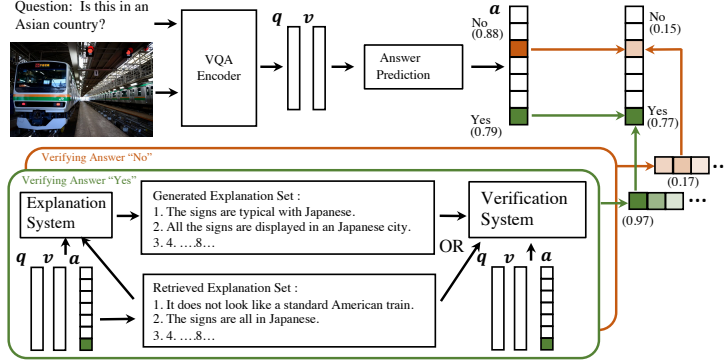 Question: Is this in an
Asian country?
VQA
Encoder
q v
Answer
Prediction
a
No
(0.88)
Yes
(0.79)
No
(0.15)
Yes
(0.77)
Verifying Answer “No”
Verifying Answer “Yes”
Explanation
System
Generated Explanation Set :
1. The signs are typical with Japanese.
2. All the signs are displayed in an Japanese city.
3. 4. ….8…
Verification
System
OR
(0.17)
(0.97)
q v a
Retrieved Explanation Set :
1. It does not look like a standard American train.
2. The signs are all in Japanese.
3. 4. ….8…
q v a